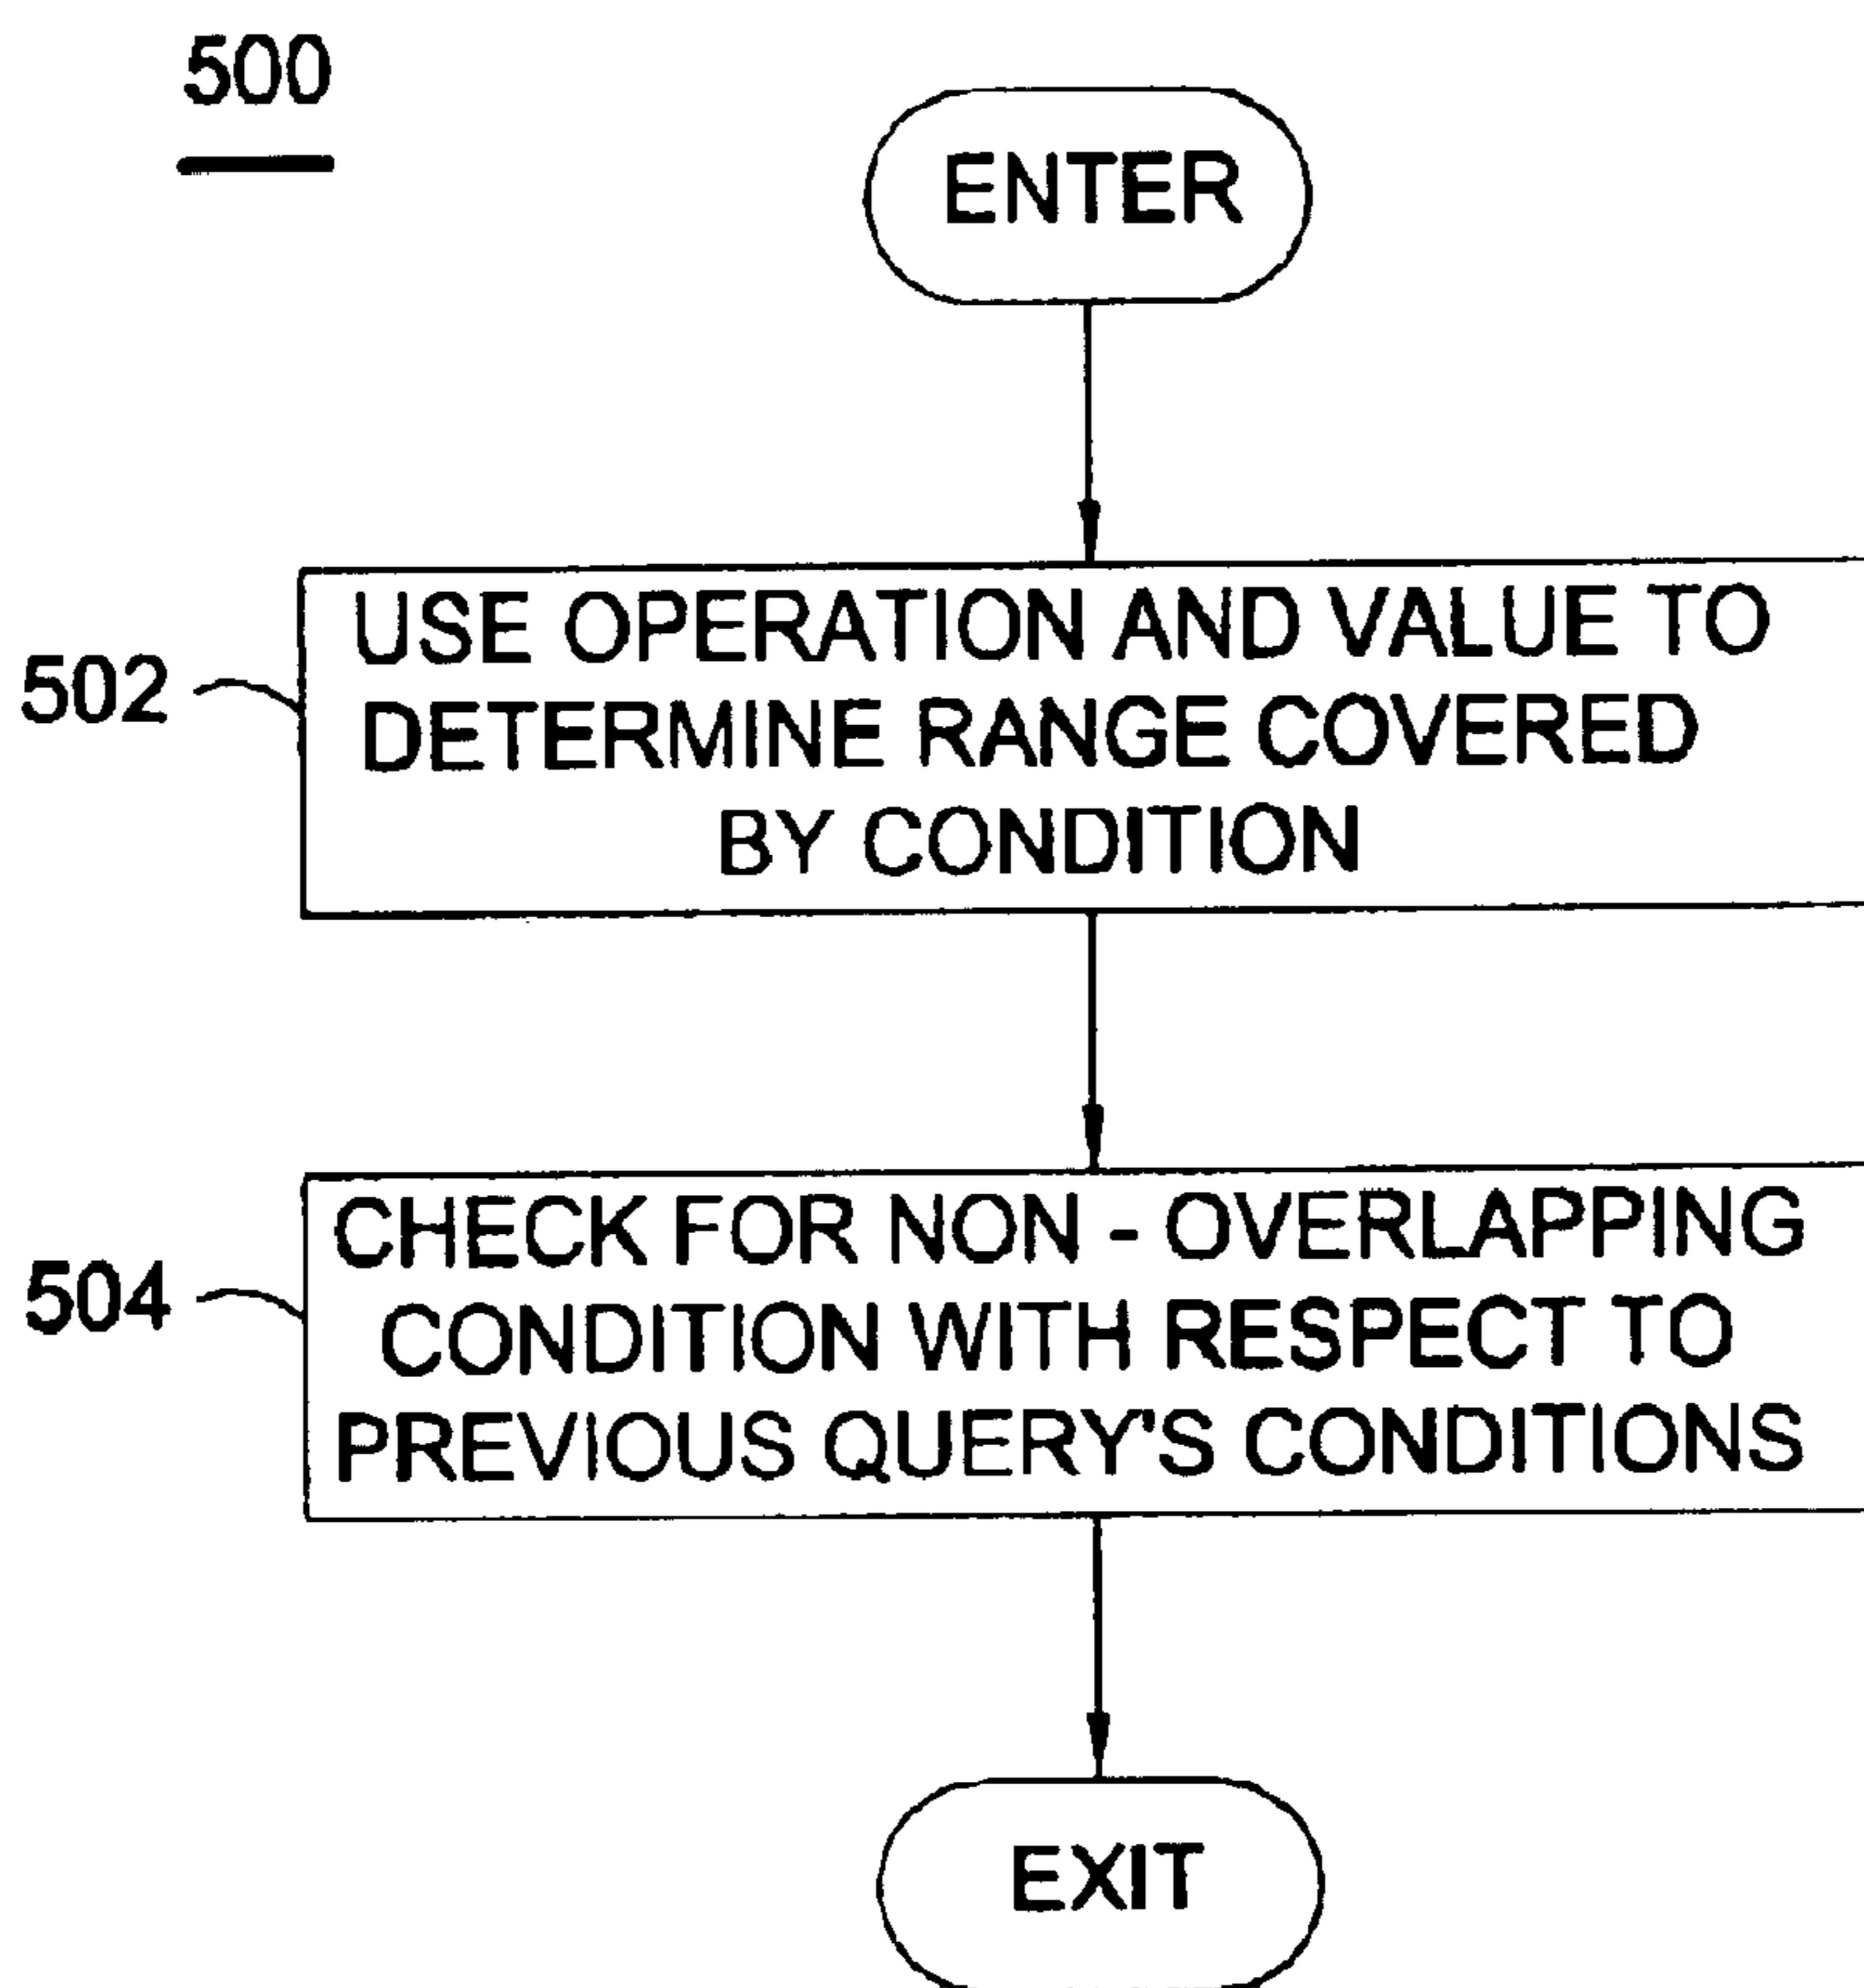 500
ENTER
USE OPERATION AND VALUE TO
DETERMINE RANGE COVERED
BY CONDITION
502
CHECK FOR NON - OVERLAPPING
CONDITION WITH RESPECT TO
PREVIOUS QUERY'S CONDITIONS
504
EXIT